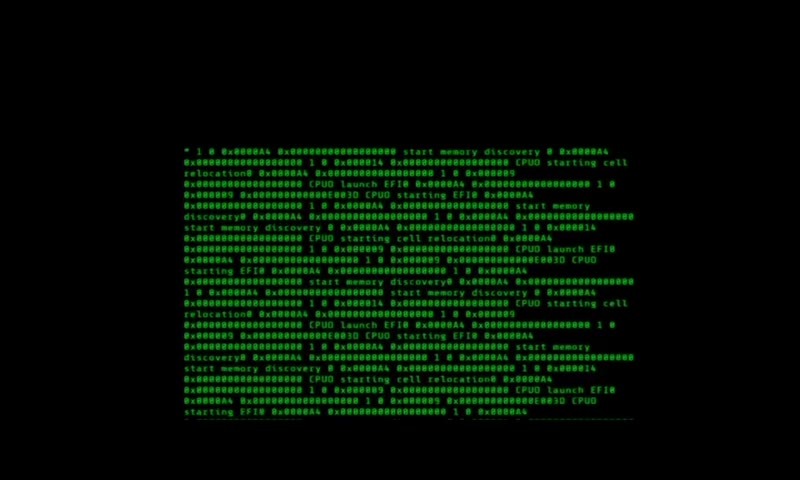 * 1 0 0x0000A4 0x0000000000000000 start memory discovery 0 0x0000A4
0x0000000000000000 1 0 0x000014 0x0000000000000000 CPU0 starting cell
relocation0 0x0000A4 0x0000000000000000 1 0 0x000009
0x0000000000000000 CPU0 launch EFI0 0x0000A4 0x0000000000000000 1 0
0x000009 0x000000000000E003D CPU0 starting EFI0 0x0000A4
0x0000000000000000 1 0 0x0000A4 0x0000000000000000 start memory
discovery0 0x0000A4 0x0000000000000000 1 0 0x0000A4 0x0000000000000000
start memory discovery 0 0x0000A4 0x0000000000000000 1 0 0x000014
0x0000000000000000 CPU0 starting cell relocation0 0x0000A4
0x0000000000000000 1 0 0x000009 0x0000000000000000 CPU0 launch EFI0
0x0000A4 0x0000000000000000 1 0 0x000009 0x000000000000E003D CPU0
starting EFI0 0x0000A4 0x0000000000000000 1 0 0x0000A4
0x0000000000000000 start memory discovery0 0x0000A4 0x0000000000000000
1 0 0x0000A4 0x0000000000000000 start memory discovery 0 0x0000A4
0x0000000000000000 1 0 0x000014 0x0000000000000000 CPU0 starting cell
relocation0 0x0000A4 0x0000000000000000 1 0 0x000009
0x0000000000000000 CPU0 launch EFI0 0x0000A4 0x0000000000000000 1 0
0x000009 0x000000000000E003D CPU0 starting EFI0 0x0000A4
0x0000000000000000 1 0 0x0000A4 0x0000000000000000 start memory
discovery0 0x0000A4 0x0000000000000000 1 0 0x0000A4 0x0000000000000000
start memory discovery 0 0x0000A4 0x0000000000000000 1 0 0x000014
0x0000000000000000 CPU0 starting cell relocation0 0x0000A4
0x0000000000000000 1 0 0x000009 0x0000000000000000 CPU0 launch EFI0
0x0000A4 0x0000000000000000 1 0 0x000009 0x000000000000E003D CPU0
starting EFI0 0x0000A4 0x0000000000000000 1 0 0x0000A4